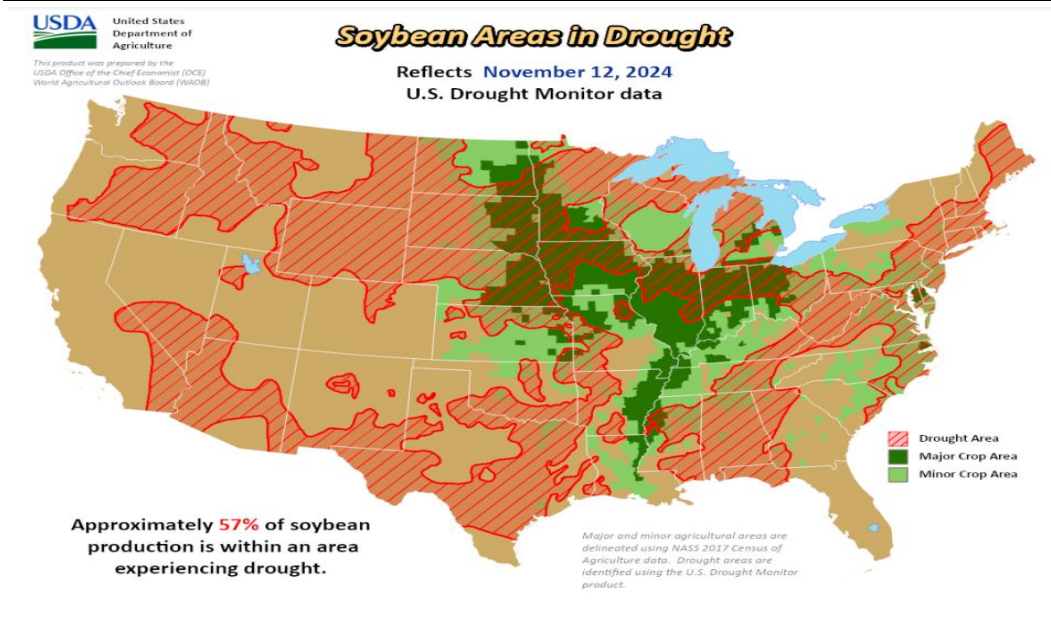 USDA
United States
Department of
Agriculture
This product was prepared by the
USDA Office of the Chief Economist (OCE)
World Agricultural Outlook Board (WAOB)
Soybean Areas in Drought
Reflects November 12, 2024
U.S. Drought Monitor data
Drought Area
Major Crop Area
Minor Crop Area
Approximately 57% of soybean
production is within an area
experiencing drought.
Major and minor agricultural areas are
delineated using NASS 2017 Census of
Agriculture data. Drought areas are
identified using the U.S. Drought Monitor
product.